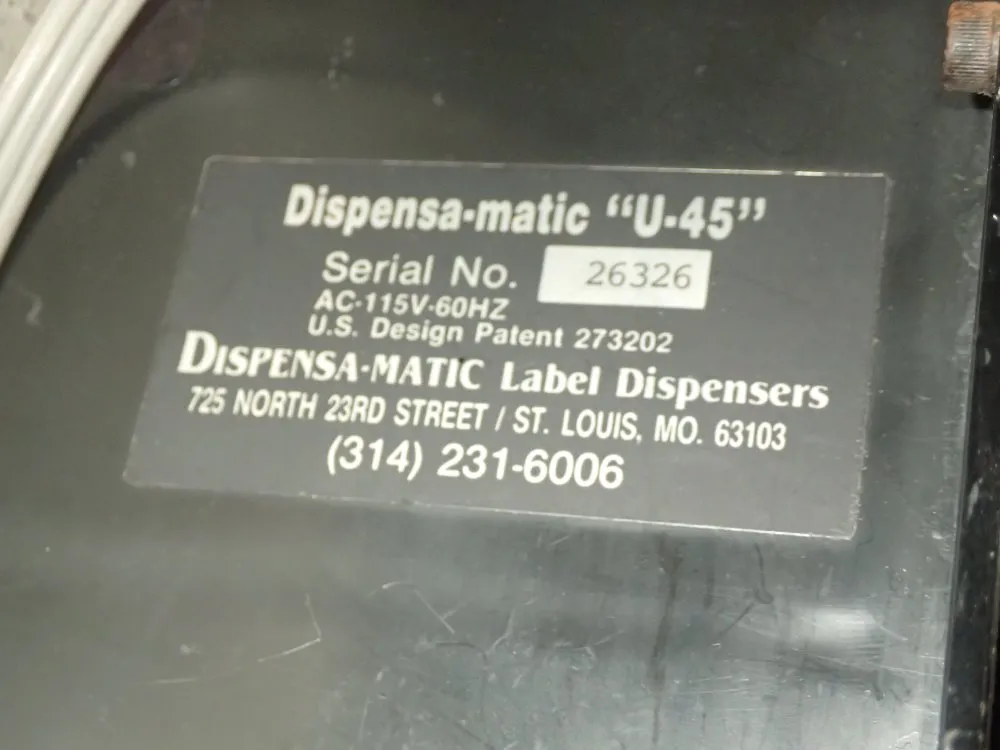 Dispensa-matic “U-45”
Serial No. 26326
AC-115V-60HZ
U.S. Design Patent 273202
DISPENSA-MATIC Label Dispensers
725 NORTH 23RD STREET / ST. LOUIS, MO. 63103
(314) 231-6006